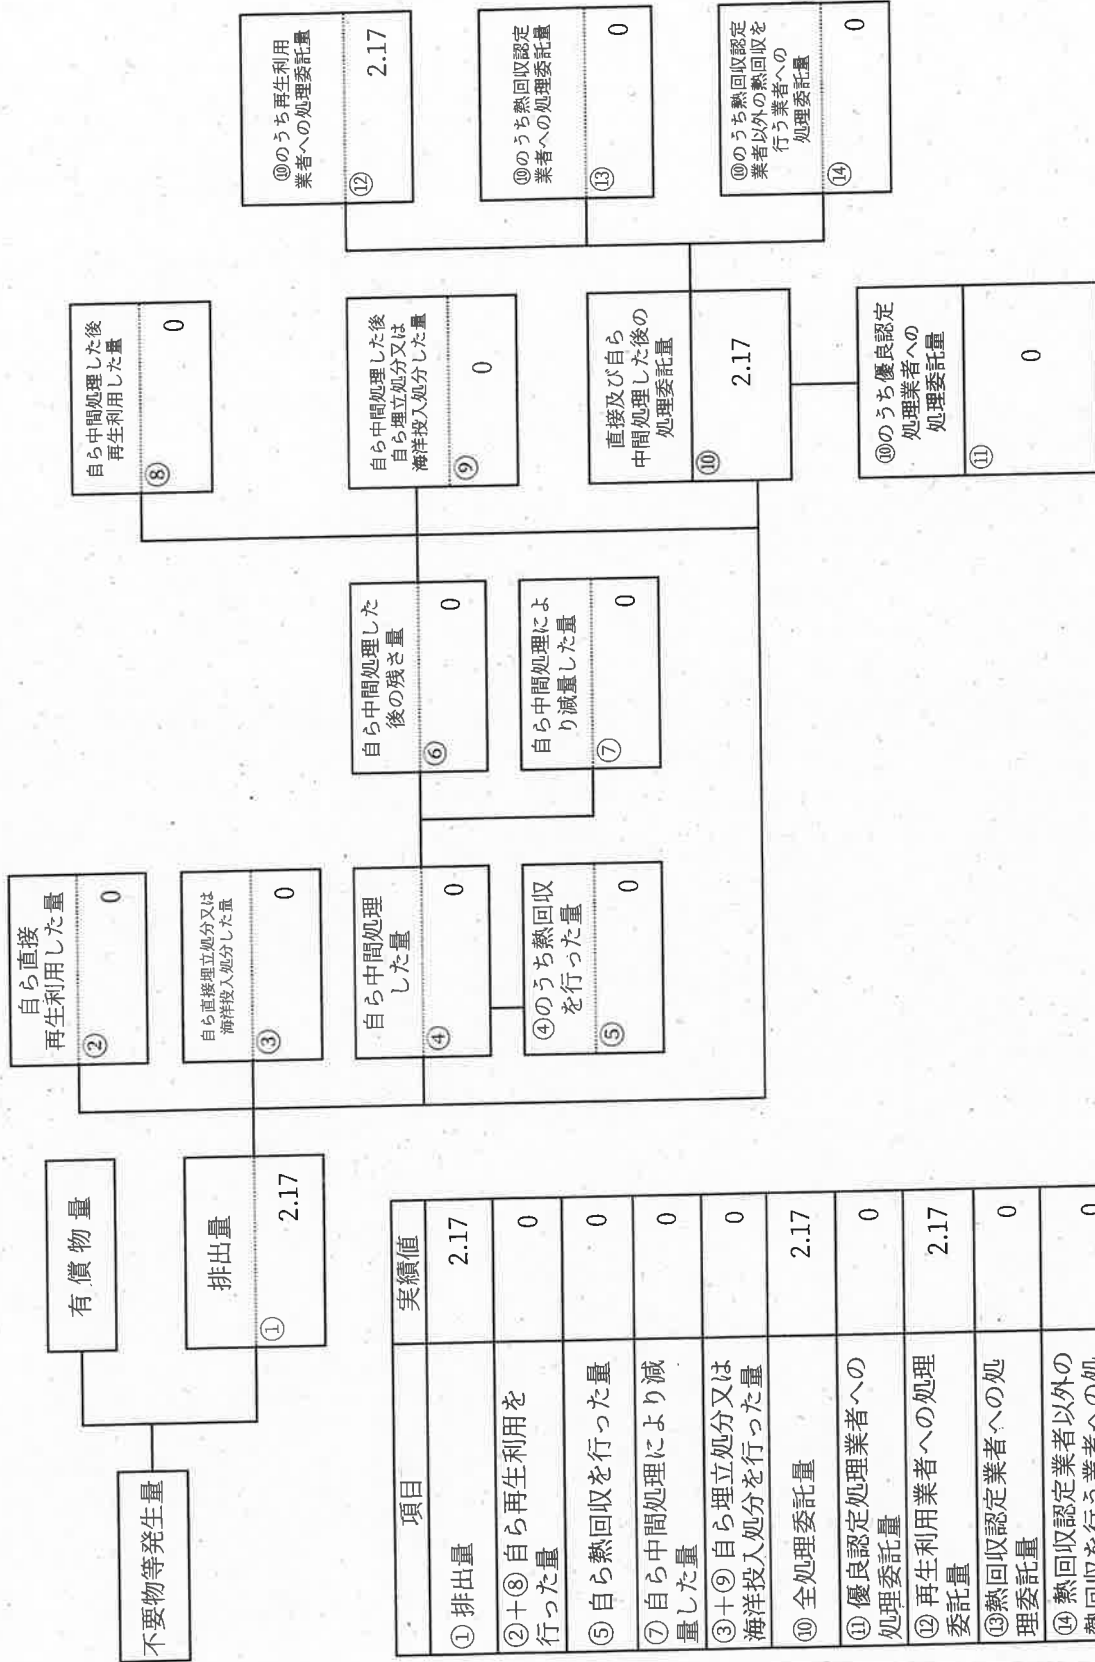 不要物等発生量
有償物量
排出量
①
2.17
自ら直接
再生利用した量
②
0
自ら直接埋立処分又は
海洋投入処分した量
③
0
自ら中間処理
した量
④
0
④のうち熱回収
を行った量
⑤
0
自ら中間処理した
後の残さ量
⑥
0
自ら中間処理によ
り減量した量
⑦
0
自ら中間処理した後
再生利用した量
⑧
0
自ら中間処理した後
自ら埋立処分又は
海洋投入処分した量
⑨
0
直接及び自ら
中間処理した後の
処理委託量
⑩
2.17
⑩のうち優良認定
処理業者への
処理委託量
⑪
0
⑩のうち再生利用
業者への処理委託量
⑫
2.17
⑩のうち熱回収認定
業者への処理委託量
⑬
0
⑩のうち熱回収認定
業者以外の熱回収を
行う業者への
処理委託量
⑭
0
項目 実績値
① 排出量 2.17
②+⑧ 自ら再生利用を
行った量 0
⑤ 自ら熱回収を行った量 0
⑦ 自ら中間処理により減
量した量 0
③+⑨ 自ら埋立処分又は
海洋投入処分を行った量 0
⑩ 全処理委託量 2.17
⑪ 優良認定処理業者への
処理委託量 0
⑫ 再生利用業者への処理
委託量 2.17
⑬熱回収認定業者への処
理委託量 0
⑭ 熱回収認定業者以外の
熱回収を行う業者への処 0